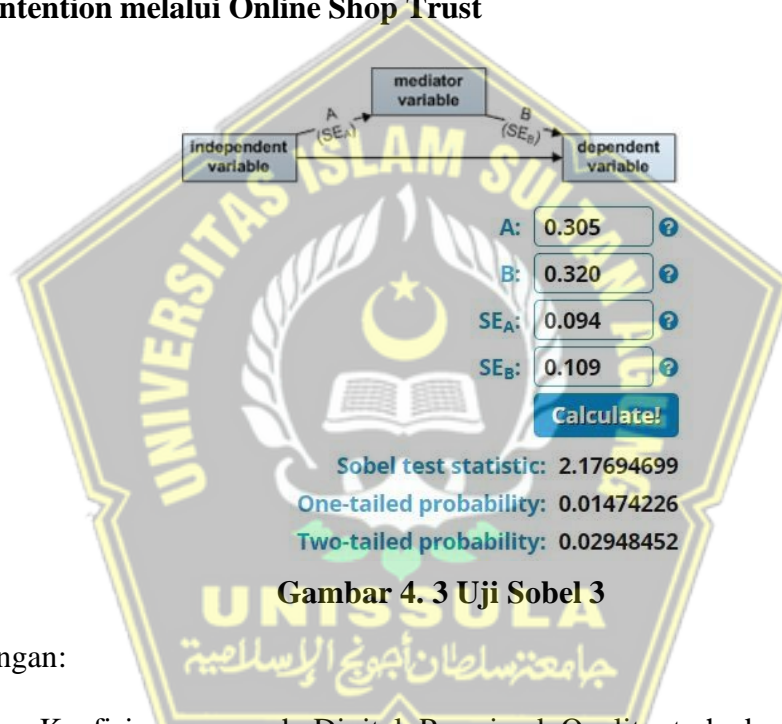 ntention melalui Online Shop Trust
mediator
variable
A
(SEA)
B
(SEB)
independent
variable
dependent
variable
A: 0.305
B: 0.320
SEA: 0.094
SEB: 0.109
Calculate!
Sobel test statistic: 2.17694699
One-tailed probability: 0.01474226
Two-tailed probability: 0.02948452
Gambar 4. 3 Uji Sobel 3
UNIVERSITAS ISLAM SULTAN AGUNG
UNISSULA
جامعتنسلطان أجونج الإسلامية
ngan: